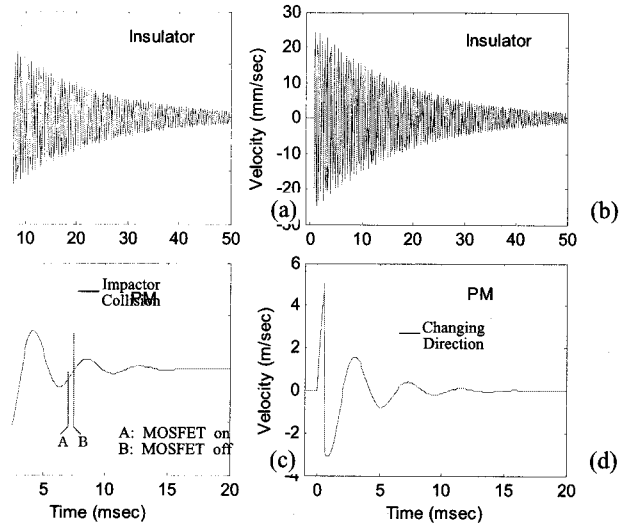 Insulator
10 20 30 40 50
(a)
30
20
10
0
-10
-20
Velocity (mm/sec)
Insulator
0 10 20 30 40 50
(b)
Impactor
Collision
PM
A B
A: MOSFET on
B: MOSFET off
5 10 15 20
Time (msec)
(c)
6
4
2
0
-2
-4
Velocity (m/sec)
PM
Changing
Direction
0 5 10 15 20
Time (msec)
(d)